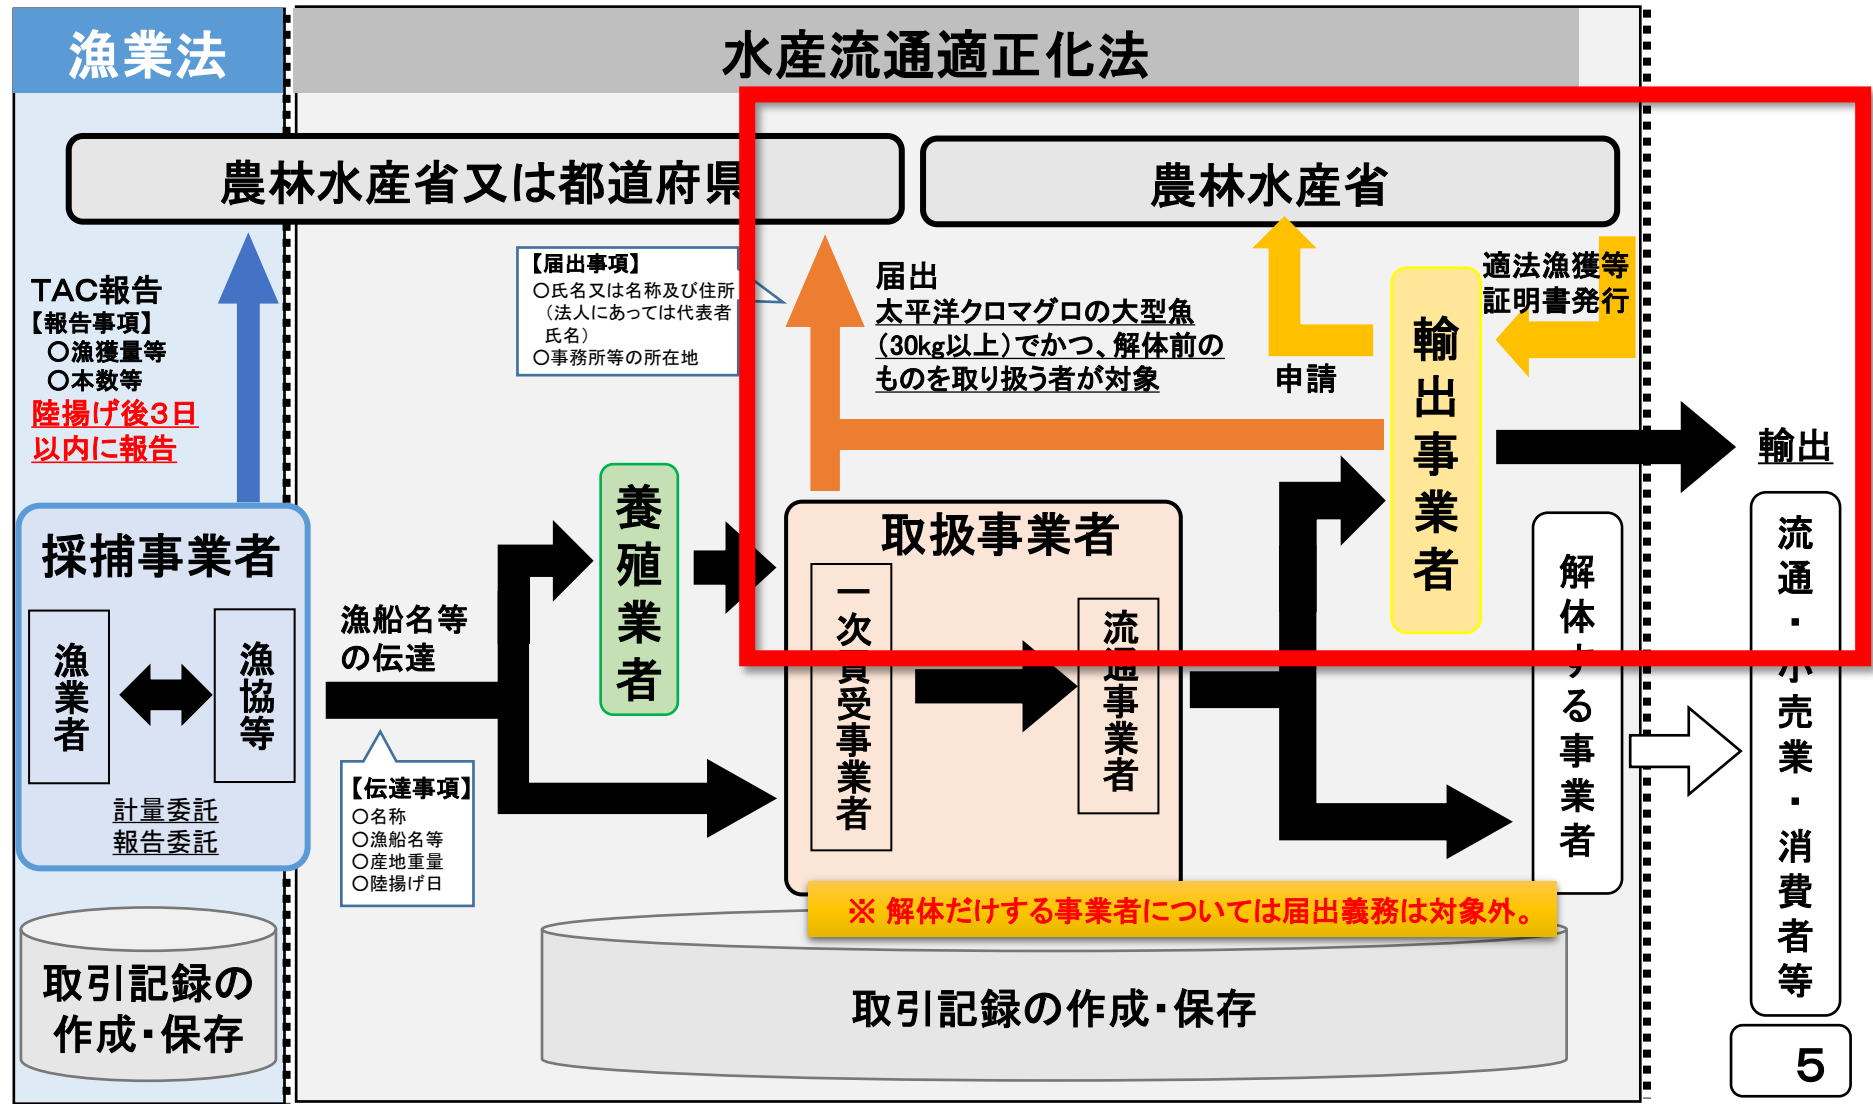 漁業法
水産流通適正化法
農林水産省又は都道府県
農林水産省
TAC報告
【報告事項】
○漁獲量等
○本数等
陸揚げ後3日
以内に報告
【届出事項】
○氏名又は名称及び住所
（法人にあっては代表者
氏名）
○事務所等の所在地
届出
太平洋クロマグロの大型魚
（30kg以上）でかつ、解体前の
ものを取り扱う者が対象
申請
適法漁獲等
証明書発行
輸出事業者
輸出
採捕事業者
漁業者
漁協等
計量委託
報告委託
漁船名等
の伝達
【伝達事項】
○名称
○漁船名等
○産地重量
○陸揚げ日
養殖業者
取扱事業者
一次買受事業者
流通事業者
解体する事業者
流通・小売業・消費者等
※ 解体だけする事業者については届出義務は対象外。
取引記録の
作成・保存
取引記録の作成・保存
5